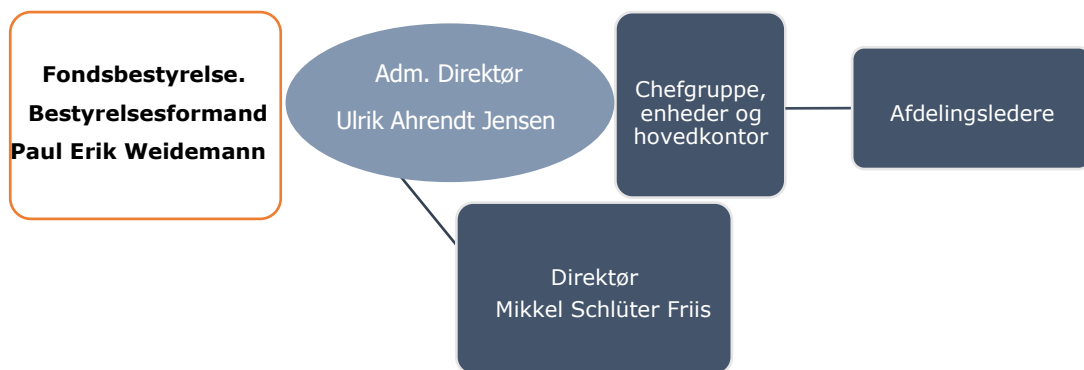 Fondsbestyrelse.
Bestyrelsesformand
Paul Erik Weidemann
Adm. Direktør
Ulrik Ahrendt Jensen
Chefgruppe,
enheder og
hovedkontor
Afdelingsledere
Direktør
Mikkel Schlüter Friis